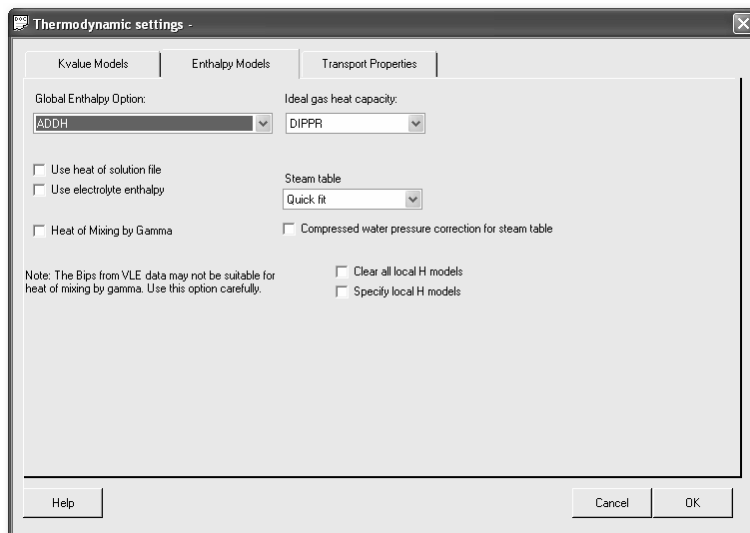 Thermodynamic settings -
Kvalue Models Enthalpy Models Transport Properties
Global Enthalpy Option: Ideal gas heat capacity:
ADDH DIPPR
Use heat of solution file
Use electrolyte enthalpy
Steam table
Quick fit
Heat of Mixing by Gamma
Compressed water pressure correction for steam table
Note: The Bips from VLE data may not be suitable for
heat of mixing by gamma. Use this option carefully.
Clear all local H models
Specify local H models
Help Cancel OK